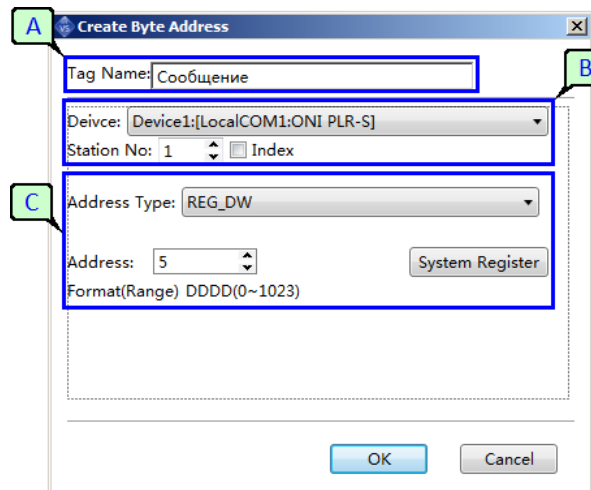 A
Create Byte Address
Tag Name: Сообщение
B
Deivce: Device1:[LocalCOM1:ONI PLR-S]
Station No: 1 Index
C
Address Type: REG_DW
Address: 5 System Register
Format(Range) DDDD(0~1023)
OK Cancel